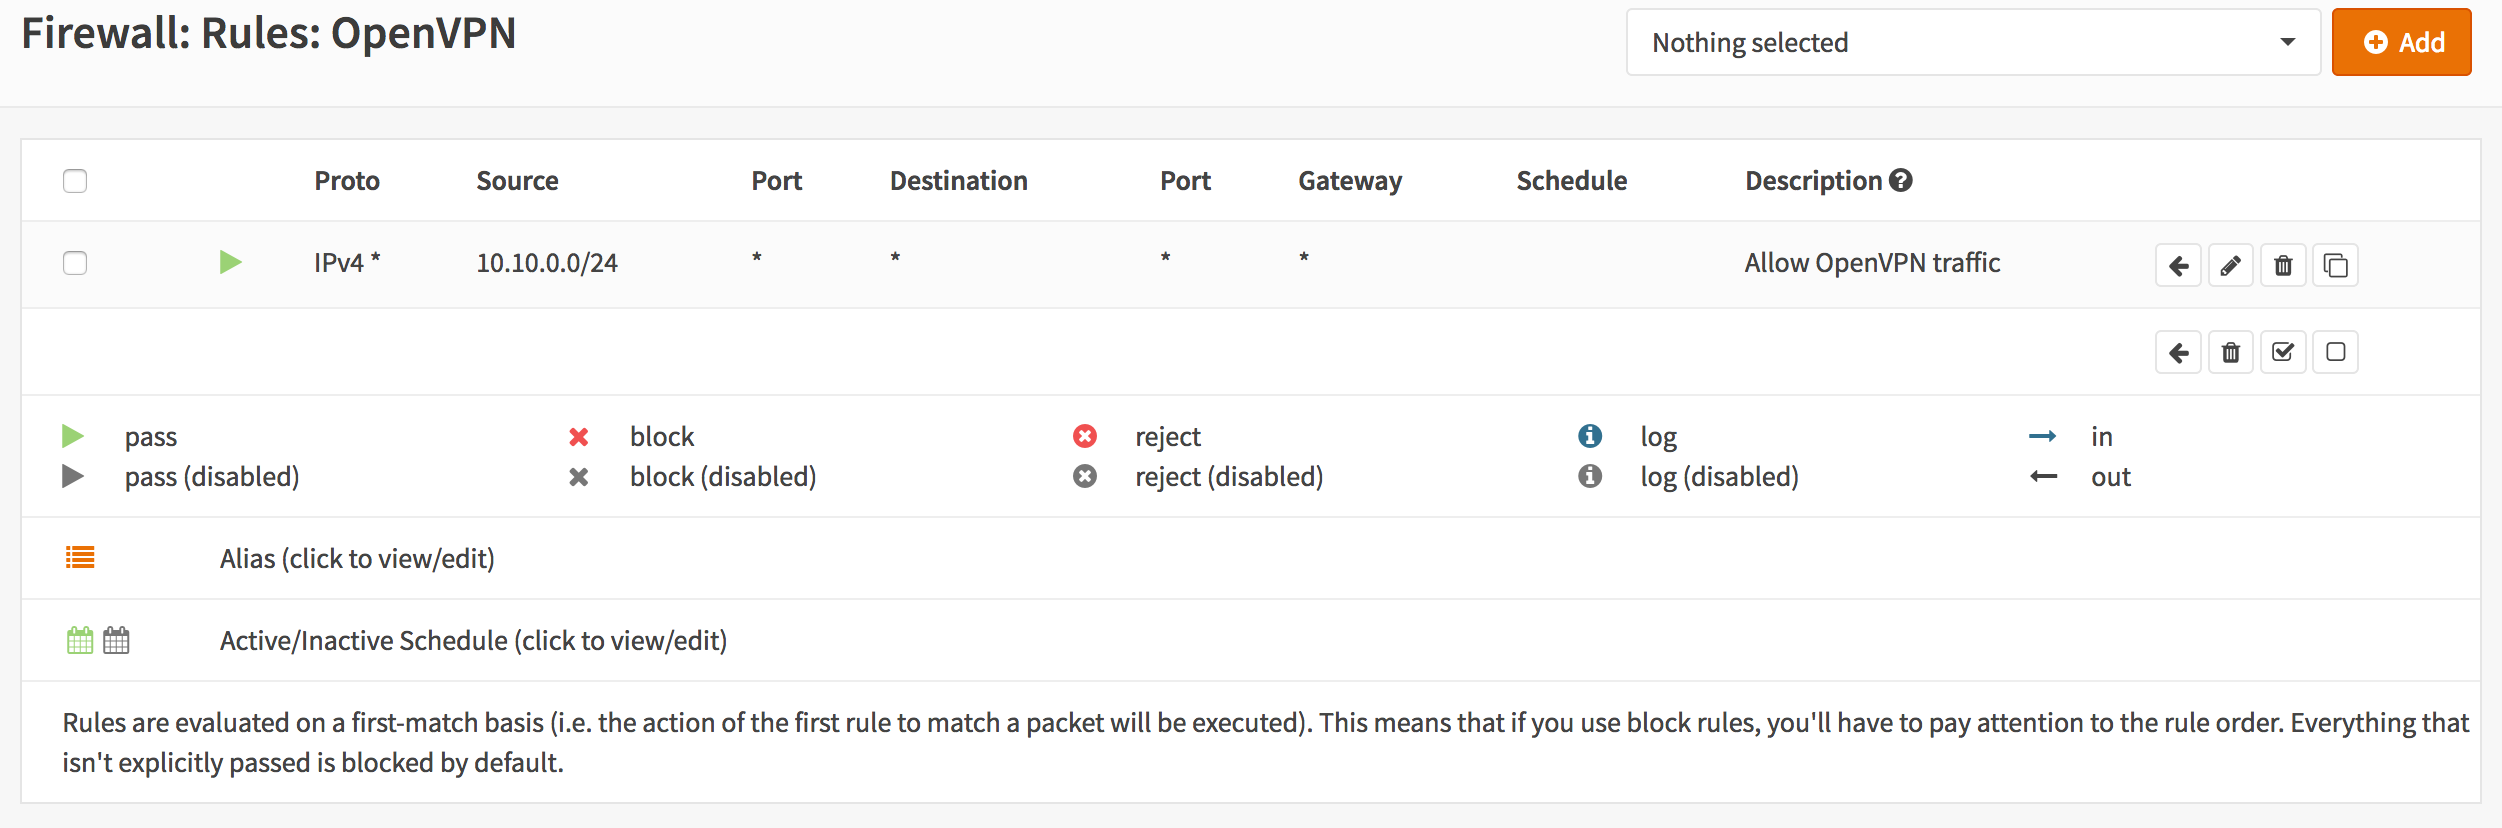 Firewall: Rules: OpenVPN
Nothing selected
Add
Proto Source Port Destination Port Gateway Schedule Description
IPv4 * 10.10.0.0/24 * * * * Allow OpenVPN traffic
pass block reject log in
pass (disabled) block (disabled) reject (disabled) log (disabled) out
Alias (click to view/edit)
Active/Inactive Schedule (click to view/edit)
Rules are evaluated on a first-match basis (i.e. the action of the first rule to match a packet will be executed). This means that if you use block rules, you'll have to pay attention to the rule order. Everything that
isn't explicitly passed is blocked by default.